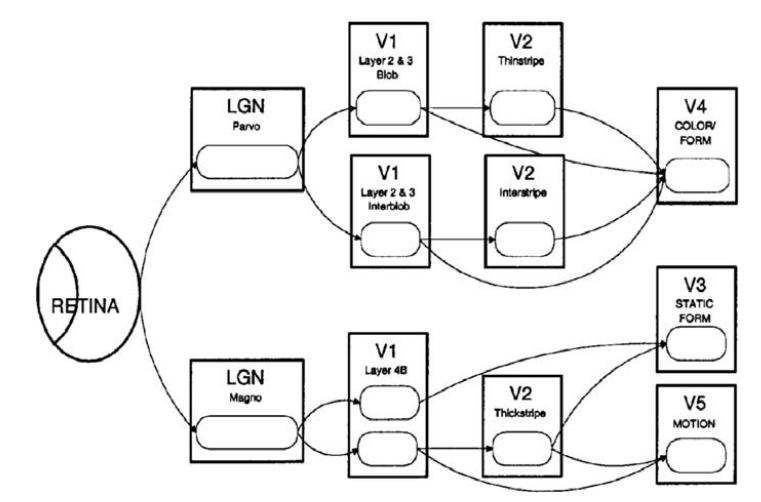 V1
Layer 2 & 3
Blob
V2
Thinstripe
LGN
Parvo
V4
COLOR/
FORM
V1
Layer 2 & 3
Interblob
V2
Interstripe
RETINA
V3
STATIC
FORM
LGN
Magno
V1
Layer 4B
V2
Thickstripe
V5
MOTION